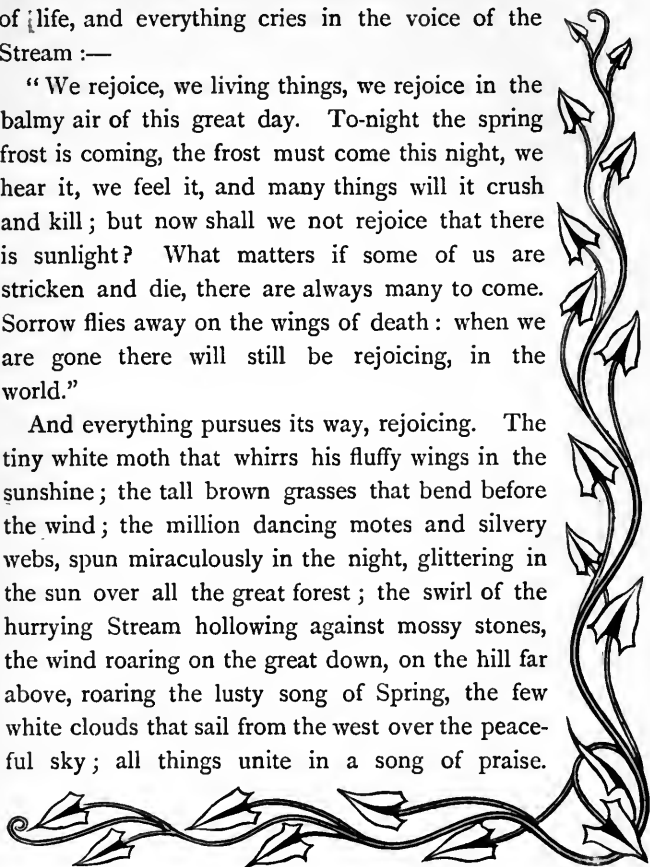 of life, and everything cries in the voice of the
Stream :—
“ We rejoice, we living things, we rejoice in the
balmy air of this great day. To-night the spring
frost is coming, the frost must come this night, we
hear it, we feel it, and many things will it crush
and kill ; but now shall we not rejoice that there
is sunlight ? What matters if some of us are
stricken and die, there are always many to come.
Sorrow flies away on the wings of death : when we
are gone there will still be rejoicing, in the
world.”
And everything pursues its way, rejoicing. The
tiny white moth that whirrs his fluffy wings in the
sunshine ; the tall brown grasses that bend before
the wind ; the million dancing motes and silvery
webs, spun miraculously in the night, glittering in
the sun over all the great forest ; the swirl of the
hurrying Stream hollowing against mossy stones,
the wind roaring on the great down, on the hill far
above, roaring the lusty song of Spring, the few
white clouds that sail from the west over the peace-
ful sky ; all things unite in a song of praise.